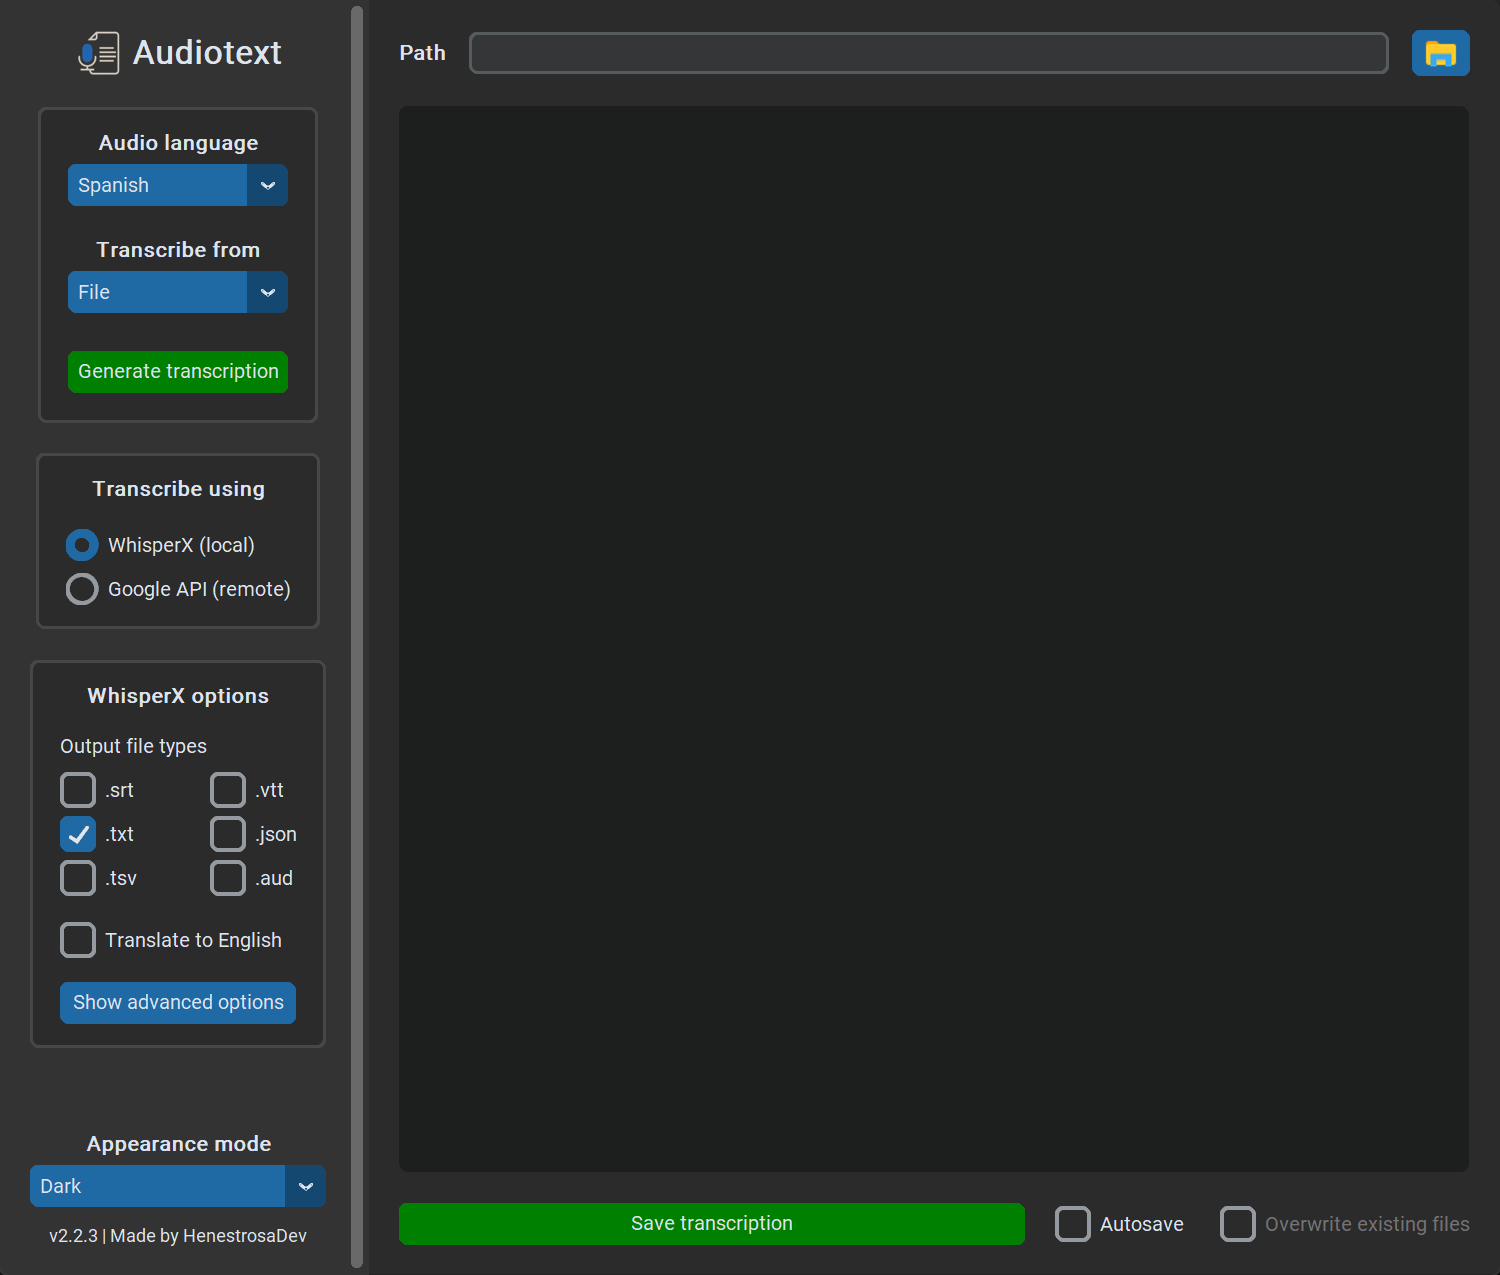 Audiotext
Path
Audio language
Spanish
Transcribe from
File
Generate transcription
Transcribe using
WhisperX (local)
Google API (remote)
WhisperX options
Output file types
.srt
.vtt
.txt
.json
.tsv
.aud
Translate to English
Show advanced options
Appearance mode
Dark
v2.2.3 | Made by HenestrosaDev
Save transcription
Autosave
Overwrite existing files